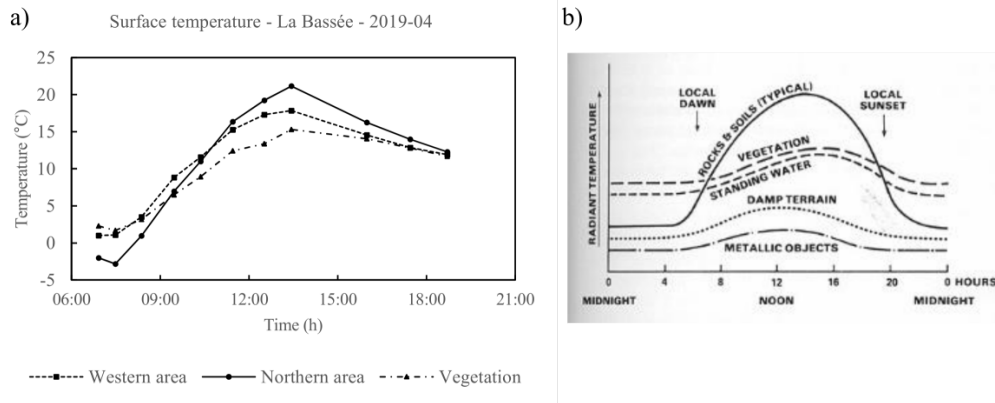 a)
Surface temperature - La Bassée - 2019-04
Temperature (°C)
25
20
15
10
5
0
-5
06:00 09:00 12:00 15:00 18:00 21:00
Time (h)
Western area Northern area Vegetation
b)
RADIANT TEMPERATURE
LOCAL
DAWN
ROCKS & SOILS (TYPICAL)
LOCAL
SUNSET
VEGETATION
STANDING WATER
DAMP TERRAIN
METALLIC OBJECTS
0 4 8 12 16 20 0 HOURS
MIDNIGHT NOON MIDNIGHT